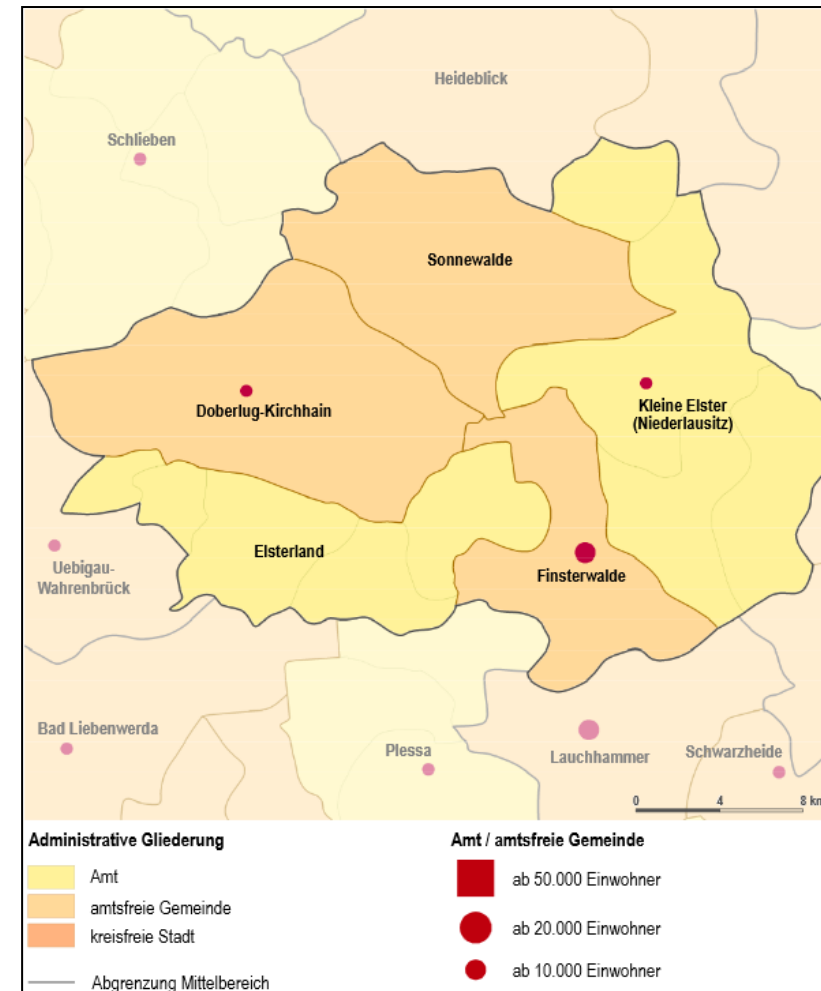 Heideblick
Schlieben
Sonnewalde
Doberlug-Kirchhain
Kleine Elster
(Niederlausitz)
Elsterland
Uebigau-
Wahrenbrück
Finsterwalde
Bad Liebenwerda
Plessa
Lauchhammer
Schwarzheide
0 4 8 km
Administrative Gliederung
Amt
amtsfreie Gemeinde
kreisfreie Stadt
Abgrenzung Mittelbereich
Amt / amtsfreie Gemeinde
ab 50.000 Einwohner
ab 20.000 Einwohner
ab 10.000 Einwohner